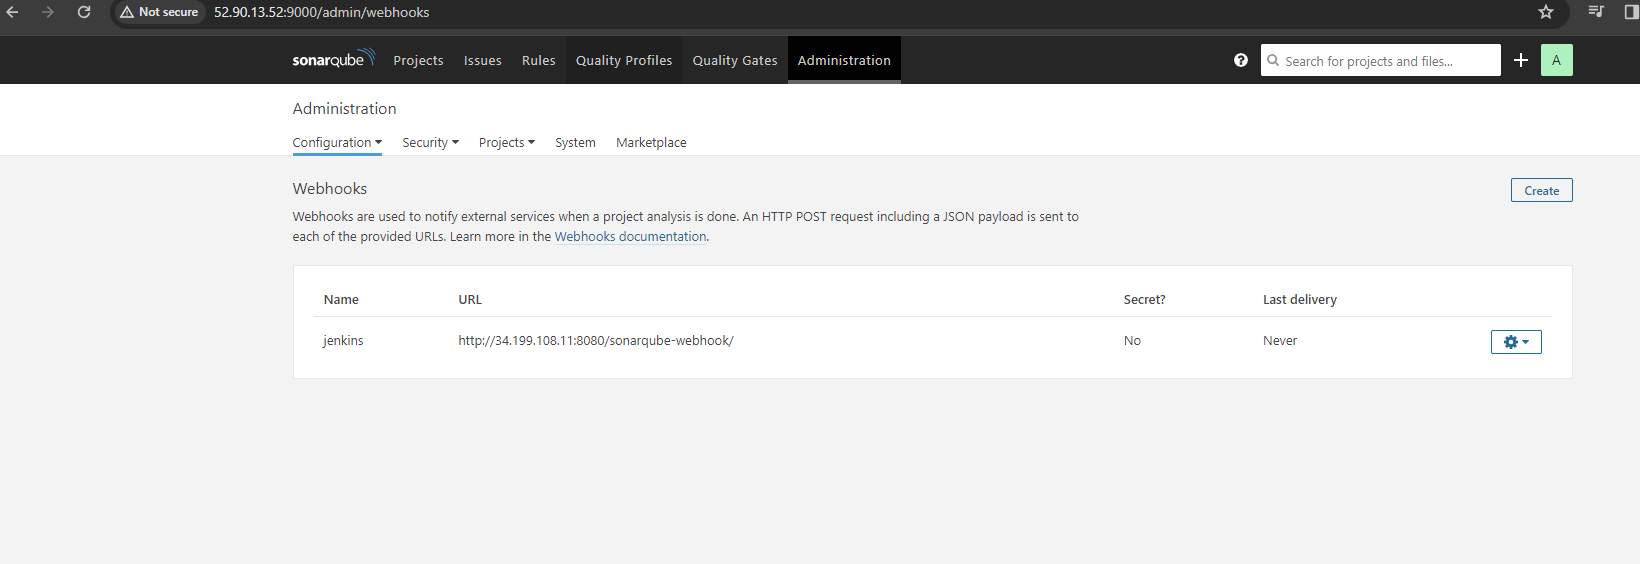 Not secure 52.90.13.52:9000/admin/webhooks
sonarqube Projects Issues Rules Quality Profiles Quality Gates Administration ? Search for projects and files... A
Administration
Configuration Security Projects System Marketplace
Webhooks Create
Webhooks are used to notify external services when a project analysis is done. An HTTP POST request including a JSON payload is sent to
each of the provided URLs. Learn more in the Webhooks documentation.
Name URL Secret? Last delivery
jenkins http://34.199.108.11:8080/sonarqube-webhook/ No Never